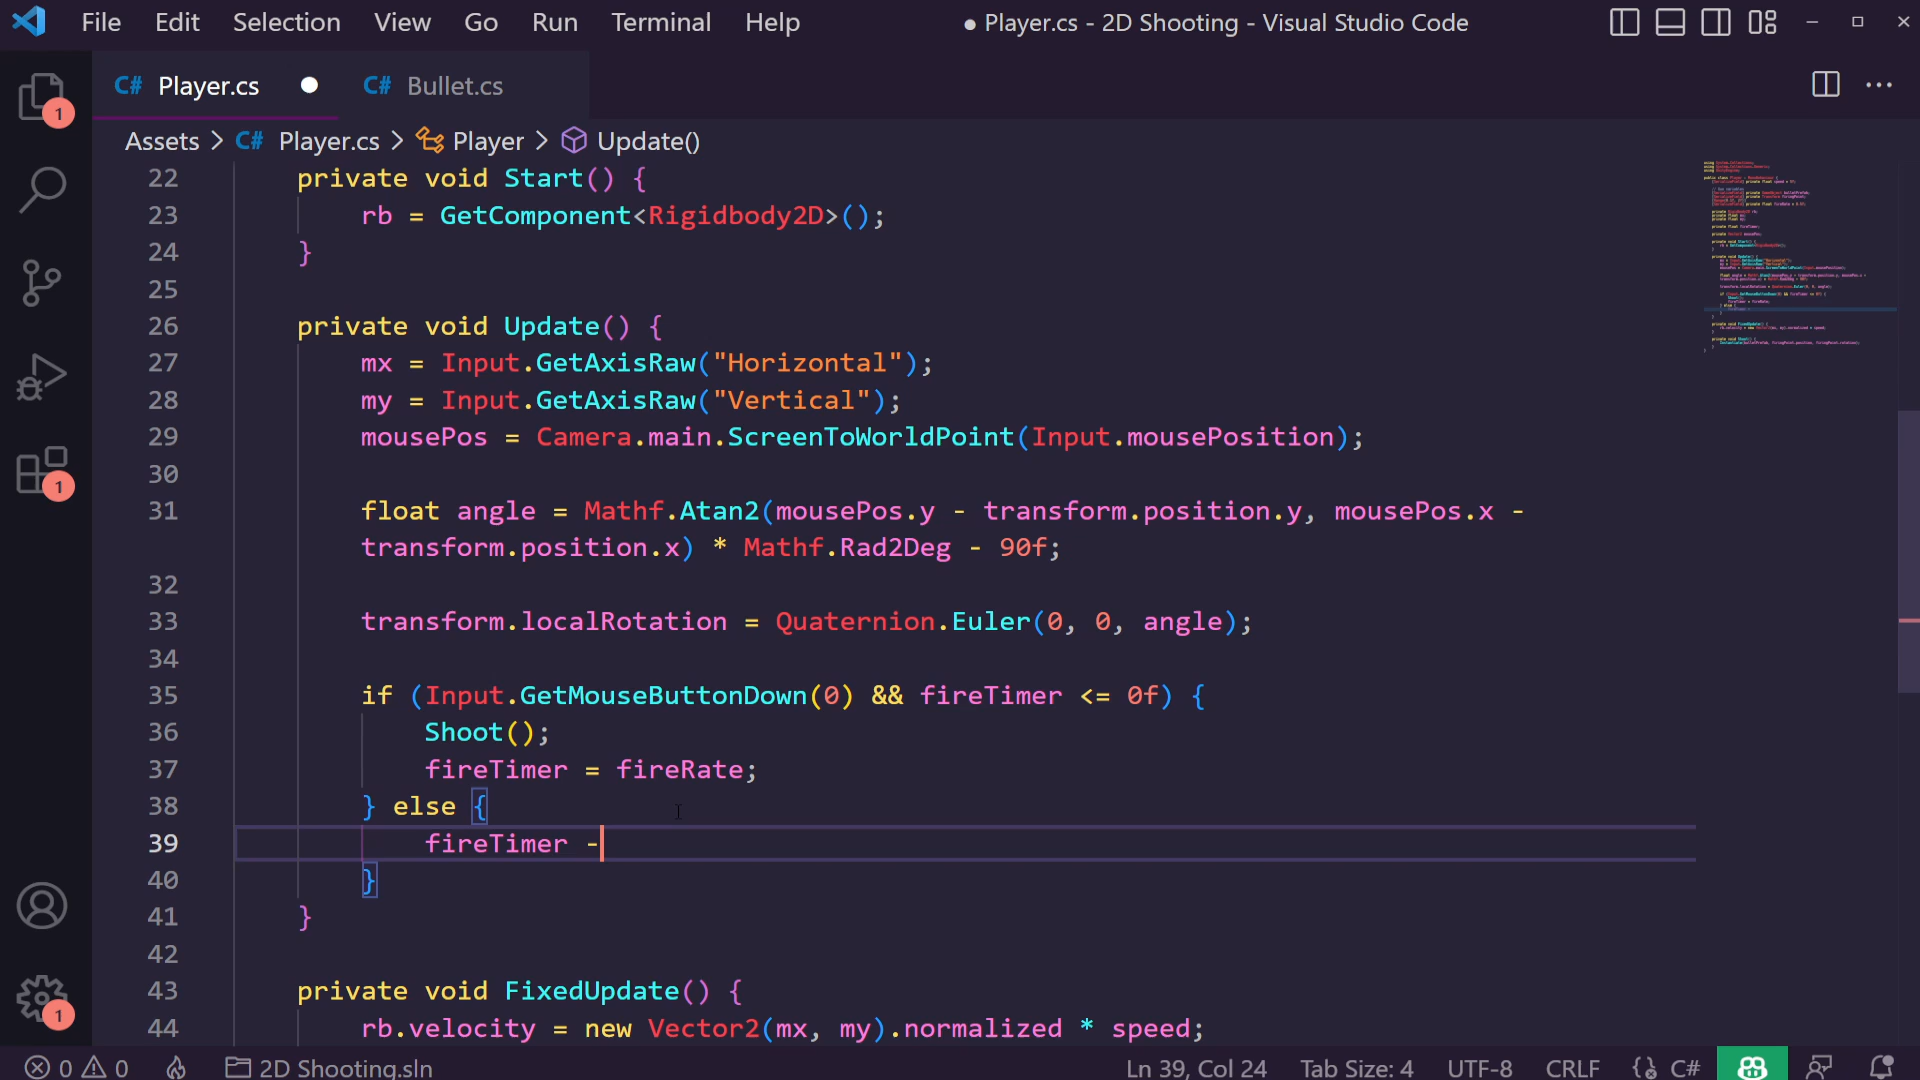 File Edit Selection View Go Run Terminal Help ● Player.cs - 2D Shooting - Visual Studio Code
C# Player.cs ● C# Bullet.cs
Assets > C# Player.cs > Player > Update()
22 private void Start() {
23 rb = GetComponent<Rigidbody2D>();
24 }
25
26 private void Update() {
27 mx = Input.GetAxisRaw("Horizontal");
28 my = Input.GetAxisRaw("Vertical");
29 mousePos = Camera.main.ScreenToWorldPoint(Input.mousePosition);
30
31 float angle = Mathf.Atan2(mousePos.y - transform.position.y, mousePos.x -
transform.position.x) * Mathf.Rad2Deg - 90f;
32
33 transform.localRotation = Quaternion.Euler(0, 0, angle);
34
35 if (Input.GetMouseButtonDown(0) && fireTimer <= 0f) {
36 Shoot();
37 fireTimer = fireRate;
38 } else {
39 fireTimer -
40 }
41 }
42
43 private void FixedUpdate() {
44 rb.velocity = new Vector2(mx, my).normalized * speed;
1
1
1
0 0 2D Shooting.sln Ln 39, Col 24 Tab Size: 4 UTF-8 CRLF C#